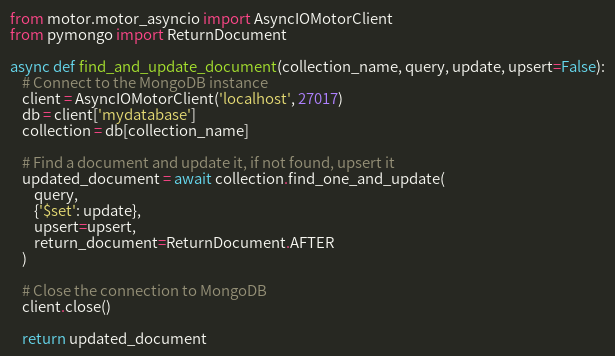 from motor.motor_asyncio import AsyncIOMotorClient
from pymongo import ReturnDocument

async def find_and_update_document(collection_name, query, update, upsert=False):
    # Connect to the MongoDB instance
    client = AsyncIOMotorClient('localhost', 27017)
    db = client['mydatabase']
    collection = db[collection_name]

    # Find a document and update it, if not found, upsert it
    updated_document = await collection.find_one_and_update(
        query,
        {'$set': update},
        upsert=upsert,
        return_document=ReturnDocument.AFTER
    )

    # Close the connection to MongoDB
    client.close()

    return updated_document